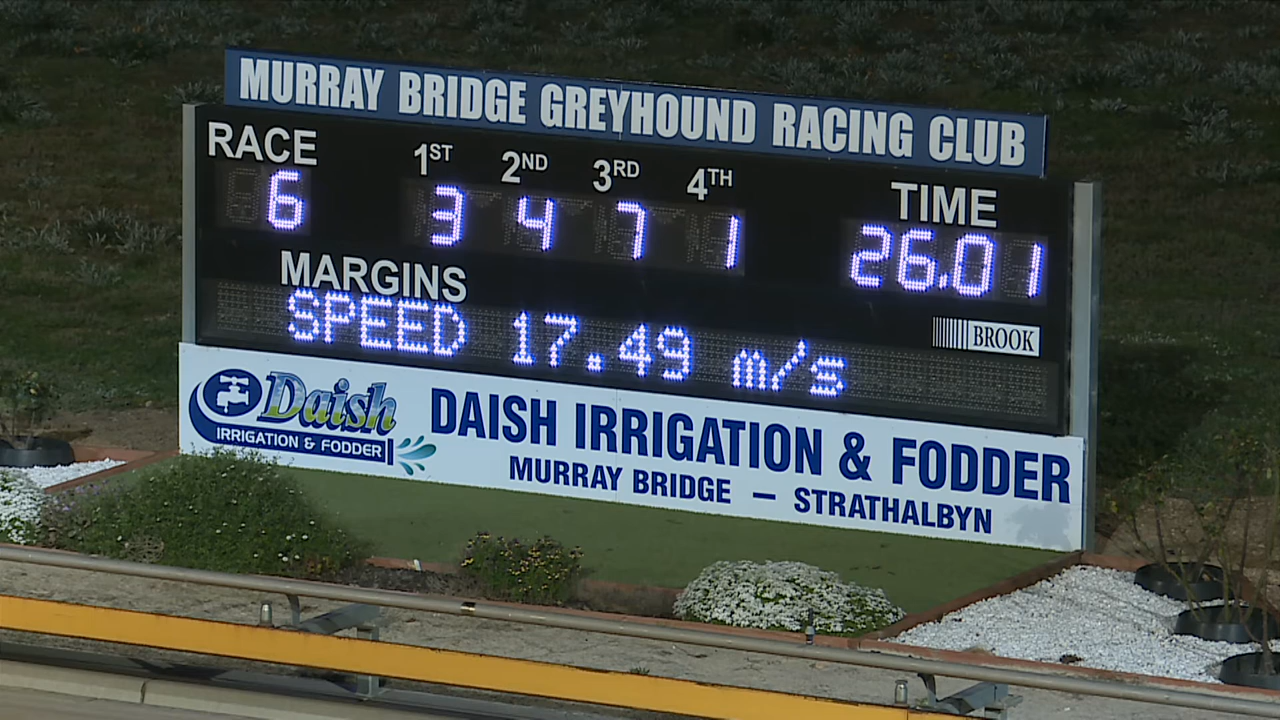 MURRAY BRIDGE GREYHOUND RACING CLUB
RACE 1ST 2ND 3RD 4TH TIME
6 3 4 7 1 26.01
MARGINS
SPEED 17.49 m/s
BROOK
Daish
IRRIGATION & FODDER
DAISH IRRIGATION & FODDER
MURRAY BRIDGE – STRATHALBYN